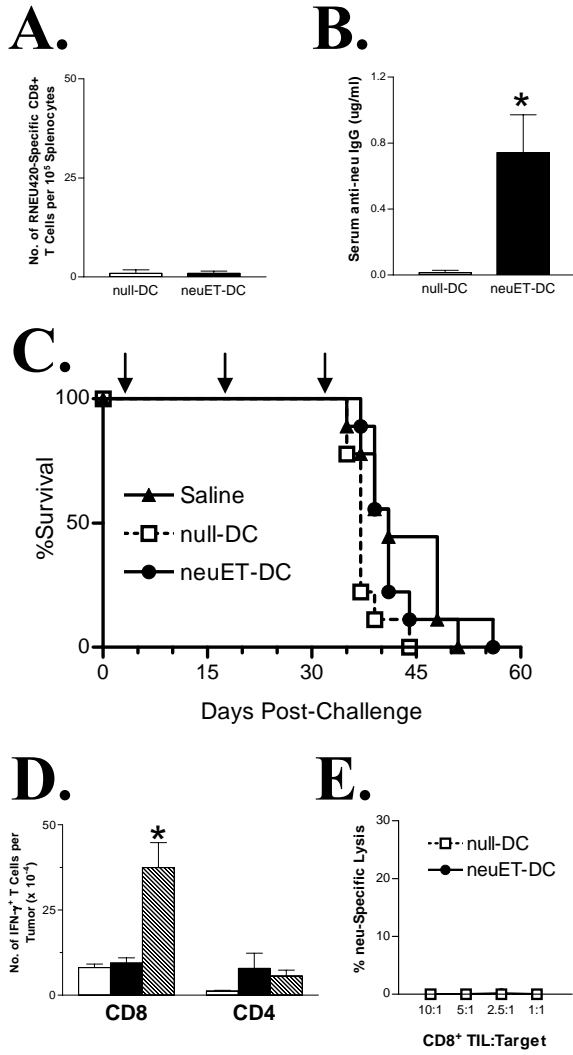 A.
No. of RNEU420-Specific CD8+
T Cells per 10⁵ Splenocytes
50
25
0
null-DC neuET-DC
B.
Serum anti-neu IgG (ug/ml)
1.2
0.8
0.4
0.0
*
null-DC neuET-DC
C.
%Survival
100
50
0
Saline
null-DC
neuET-DC
0 15 30 45 60
Days Post-Challenge
D.
No. of IFN-γ⁺ T Cells per
Tumor (x 10⁻⁴)
50
25
0
*
CD8 CD4
E.
% neu-Specific Lysis
30
20
10
0
null-DC
neuET-DC
10:1 5:1 2.5:1 1:1
CD8⁺ TIL:Target